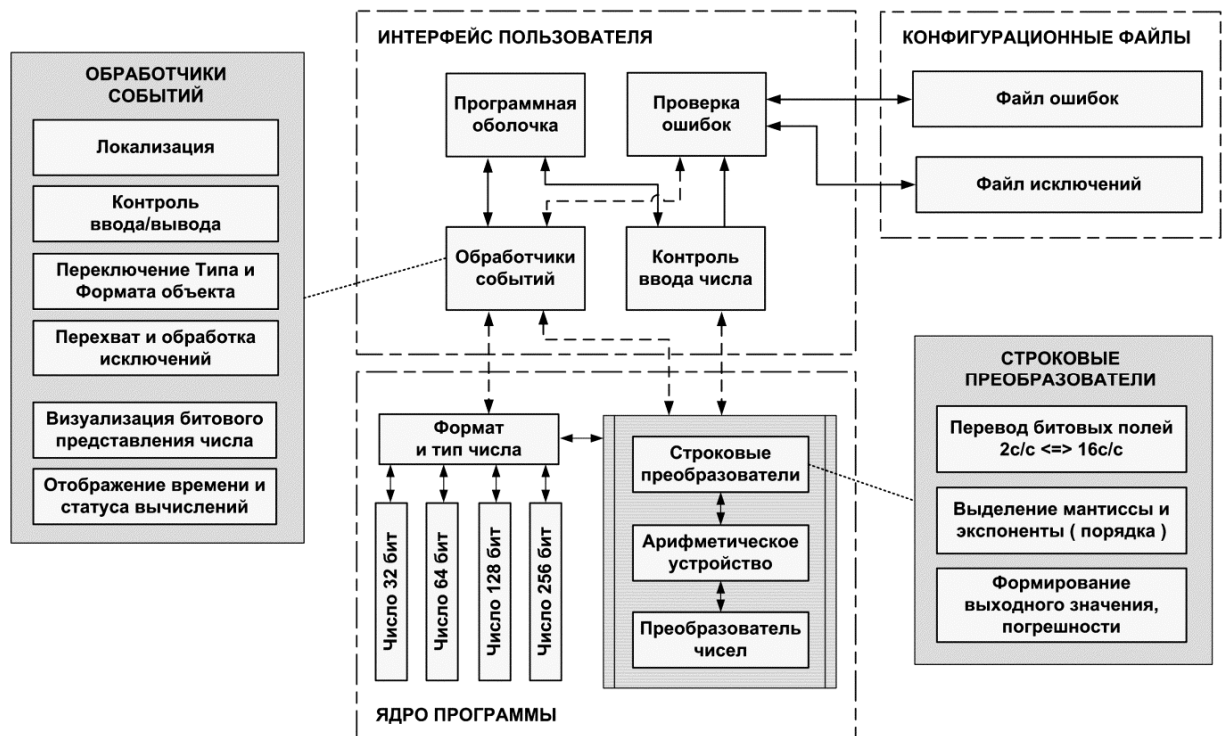 ОБРАБОТЧИКИ
СОБЫТИЙ
Локализация
Контроль
ввода/вывода
Переключение Типа и
Формата объекта
Перехват и обработка
исключений
Визуализация битового
представления числа
Отображение времени и
статуса вычислений
ИНТЕРФЕЙС ПОЛЬЗОВАТЕЛЯ
Программная
оболочка
Проверка
ошибок
Обработчики
событий
Контроль
ввода числа
КОНФИГУРАЦИОННЫЕ ФАЙЛЫ
Файл ошибок
Файл исключений
Формат
и тип числа
Число 32 бит
Число 64 бит
Число 128 бит
Число 256 бит
Строковые
преобразователи
Арифметическое
устройство
Преобразователь
чисел
ЯДРО ПРОГРАММЫ
СТРОКОВЫЕ
ПРЕОБРАЗОВАТЕЛИ
Перевод битовых полей
2с/с <=> 16с/с
Выделение мантиссы и
экспоненты ( порядка )
Формирование
выходного значения,
погрешности